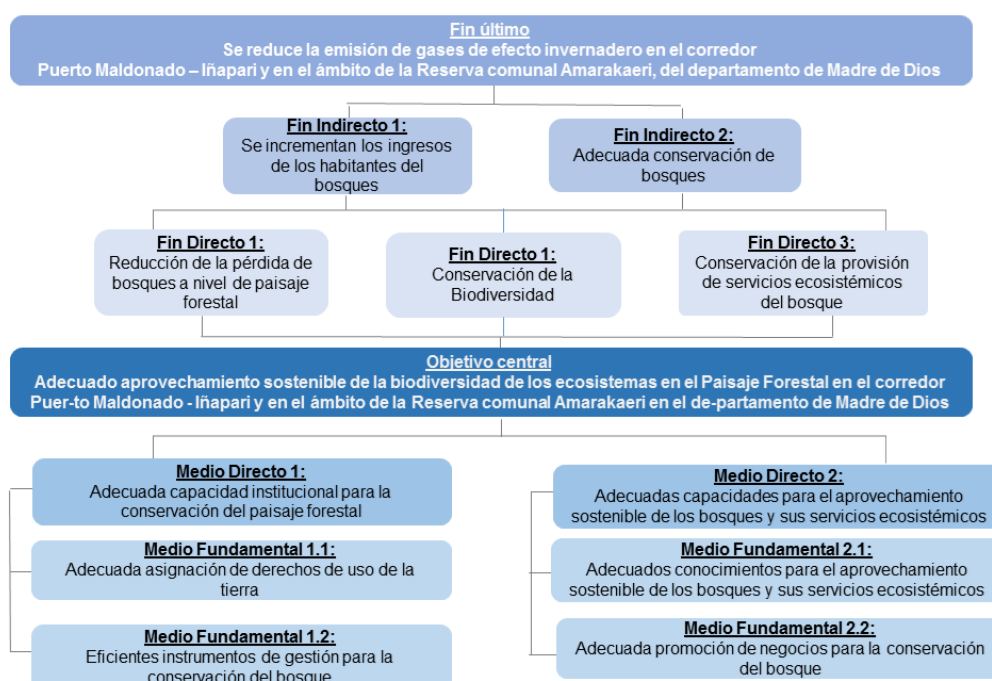 Fin último
Se reduce la emisión de gases de efecto invernadero en el corredor
Puerto Maldonado – Iñapari y en el ámbito de la Reserva comunal Amarakaeri, del departamento de Madre de Dios
Fin Indirecto 1:
Se incrementan los ingresos
de los habitantes del
bosques
Fin Indirecto 2:
Adecuada conservación de
bosques
Fin Directo 1:
Reducción de la pérdida de
bosques a nivel de paisaje
forestal
Fin Directo 1:
Conservación de la
Biodiversidad
Fin Directo 3:
Conservación de la provisión
de servicios ecosistémicos
del bosque
Objetivo central
Adecuado aprovechamiento sostenible de la biodiversidad de los ecosistemas en el Paisaje Forestal en el corredor
Puer-to Maldonado - Iñapari y en el ámbito de la Reserva comunal Amarakaeri en el de-partamento de Madre de Dios
Medio Directo 1:
Adecuada capacidad institucional para la
conservación del paisaje forestal
Medio Fundamental 1.1:
Adecuada asignación de derechos de uso de la
tierra
Medio Fundamental 1.2:
Eficientes instrumentos de gestión para la
conservación del bosque
Medio Directo 2:
Adecuadas capacidades para el aprovechamiento
sostenible de los bosques y sus servicios ecosistémicos
Medio Fundamental 2.1:
Adecuados conocimientos para el aprovechamiento
sostenible de los bosques y sus servicios ecosistémicos
Medio Fundamental 2.2:
Adecuada promoción de negocios para la conservación
del bosque